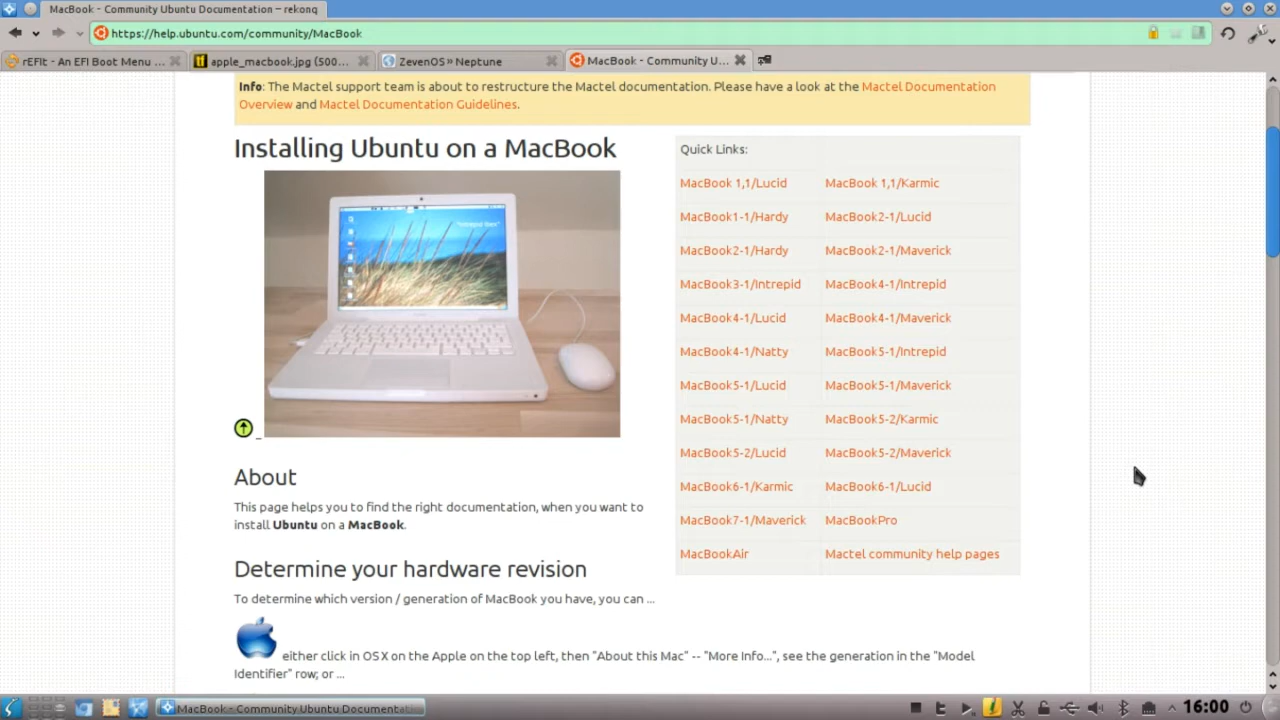 MacBook - Community Ubuntu Documentation – rekonq
https://help.ubuntu.com/community/MacBook
rEFIt - An EFI Boot Menu ...
apple_macbook.jpg (500...
ZevenOS » Neptune
MacBook - Community U...
Info: The Mactel support team is about to restructure the Mactel documentation. Please have a look at the Mactel Documentation
Overview and Mactel Documentation Guidelines.
Installing Ubuntu on a MacBook
Quick Links:
MacBook 1,1/Lucid MacBook 1,1/Karmic
MacBook1-1/Hardy MacBook2-1/Lucid
MacBook2-1/Hardy MacBook2-1/Maverick
MacBook3-1/Intrepid MacBook4-1/Intrepid
MacBook4-1/Lucid MacBook4-1/Maverick
MacBook4-1/Natty MacBook5-1/Intrepid
MacBook5-1/Lucid MacBook5-1/Maverick
MacBook5-1/Natty MacBook5-2/Karmic
MacBook5-2/Lucid MacBook5-2/Maverick
MacBook6-1/Karmic MacBook6-1/Lucid
MacBook7-1/Maverick MacBookPro
MacBookAir Mactel community help pages
About
This page helps you to find the right documentation, when you want to
install Ubuntu on a MacBook.
Determine your hardware revision
To determine which version / generation of MacBook you have, you can ...
either click in OS X on the Apple on the top left, then "About this Mac" -- "More Info...", see the generation in the "Model
Identifier" row; or ...
MacBook - Community Ubuntu Documentati
16:00